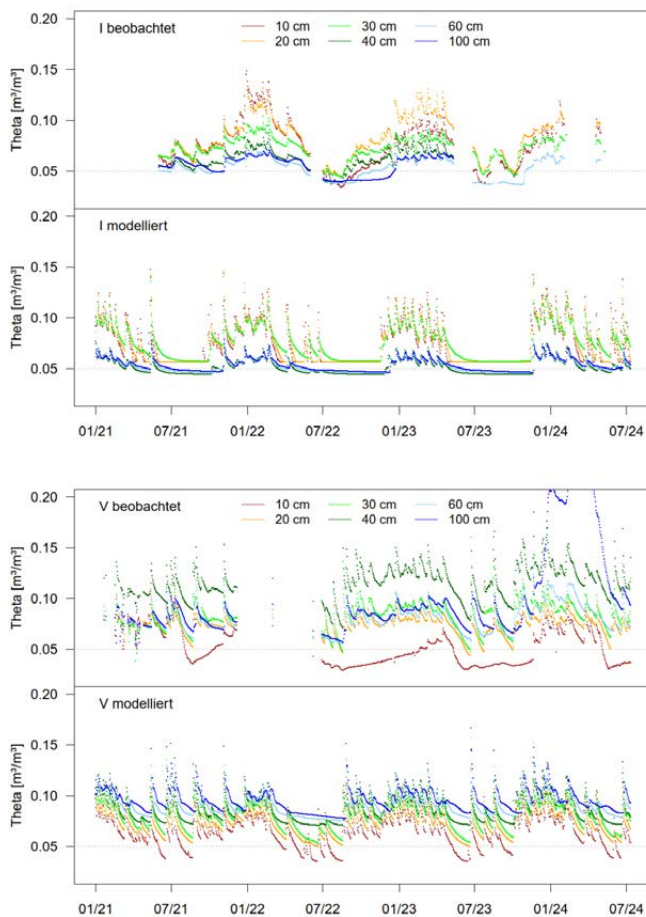 I beobachtet
10 cm 30 cm 60 cm
20 cm 40 cm 100 cm
Theta [m³/m³]
0.20
0.15
0.10
0.05
I modelliert
Theta [m³/m³]
0.20
0.15
0.10
0.05
01/21 07/21 01/22 07/22 01/23 07/23 01/24 07/24
V beobachtet
10 cm 30 cm 60 cm
20 cm 40 cm 100 cm
Theta [m³/m³]
0.20
0.15
0.10
0.05
V modelliert
Theta [m³/m³]
0.20
0.15
0.10
0.05
01/21 07/21 01/22 07/22 01/23 07/23 01/24 07/24